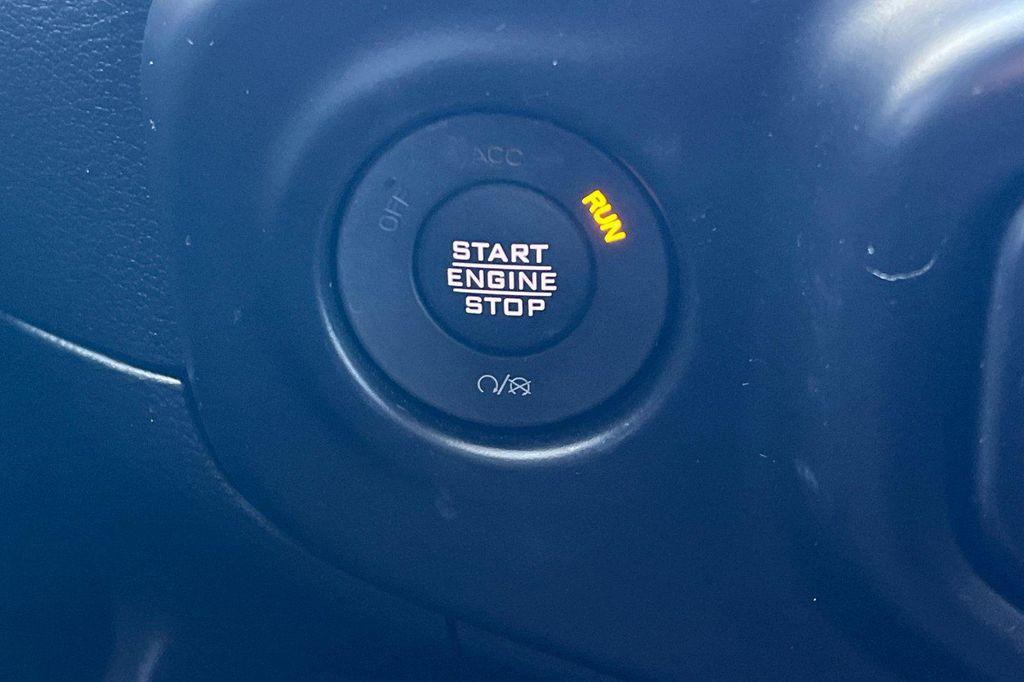 ACC
OFF
RUN
START
ENGINE
STOP